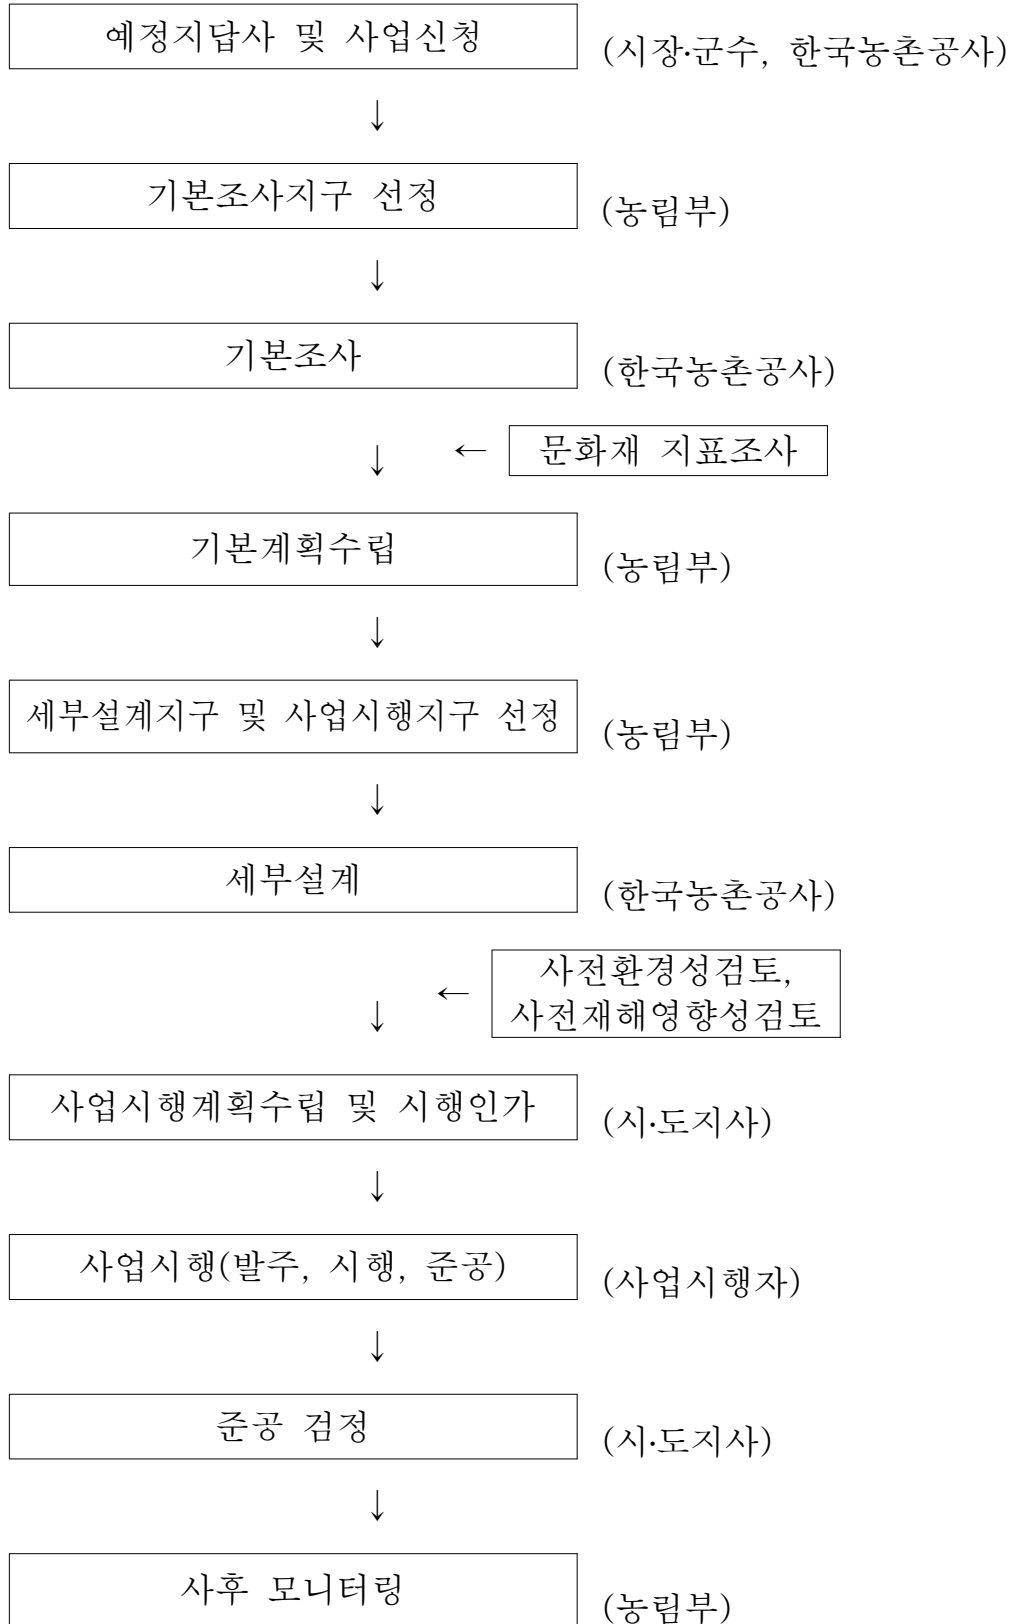 예정지답사 및 사업신청 (시장·군수, 한국농촌공사)
↓
기본조사지구 선정 (농림부)
↓
기본조사 (한국농촌공사)
↓ ← 문화재 지표조사
기본계획수립 (농림부)
↓
세부설계지구 및 사업시행지구 선정 (농림부)
↓
세부설계 (한국농촌공사)
↓ ← 사전환경성검토,
사전재해영향성검토
사업시행계획수립 및 시행인가 (시·도지사)
↓
사업시행(발주, 시행, 준공) (사업시행자)
↓
준공 검정 (시·도지사)
↓
사후 모니터링 (농림부)